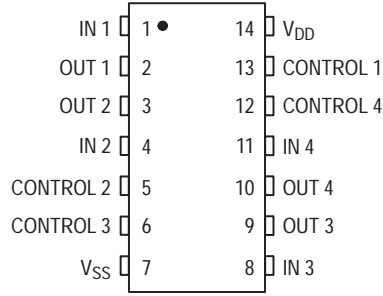 IN 1 1 14 VDD
OUT 1 2 13 CONTROL 1
OUT 2 3 12 CONTROL 4
IN 2 4 11 IN 4
CONTROL 2 5 10 OUT 4
CONTROL 3 6 9 OUT 3
VSS 7 8 IN 3